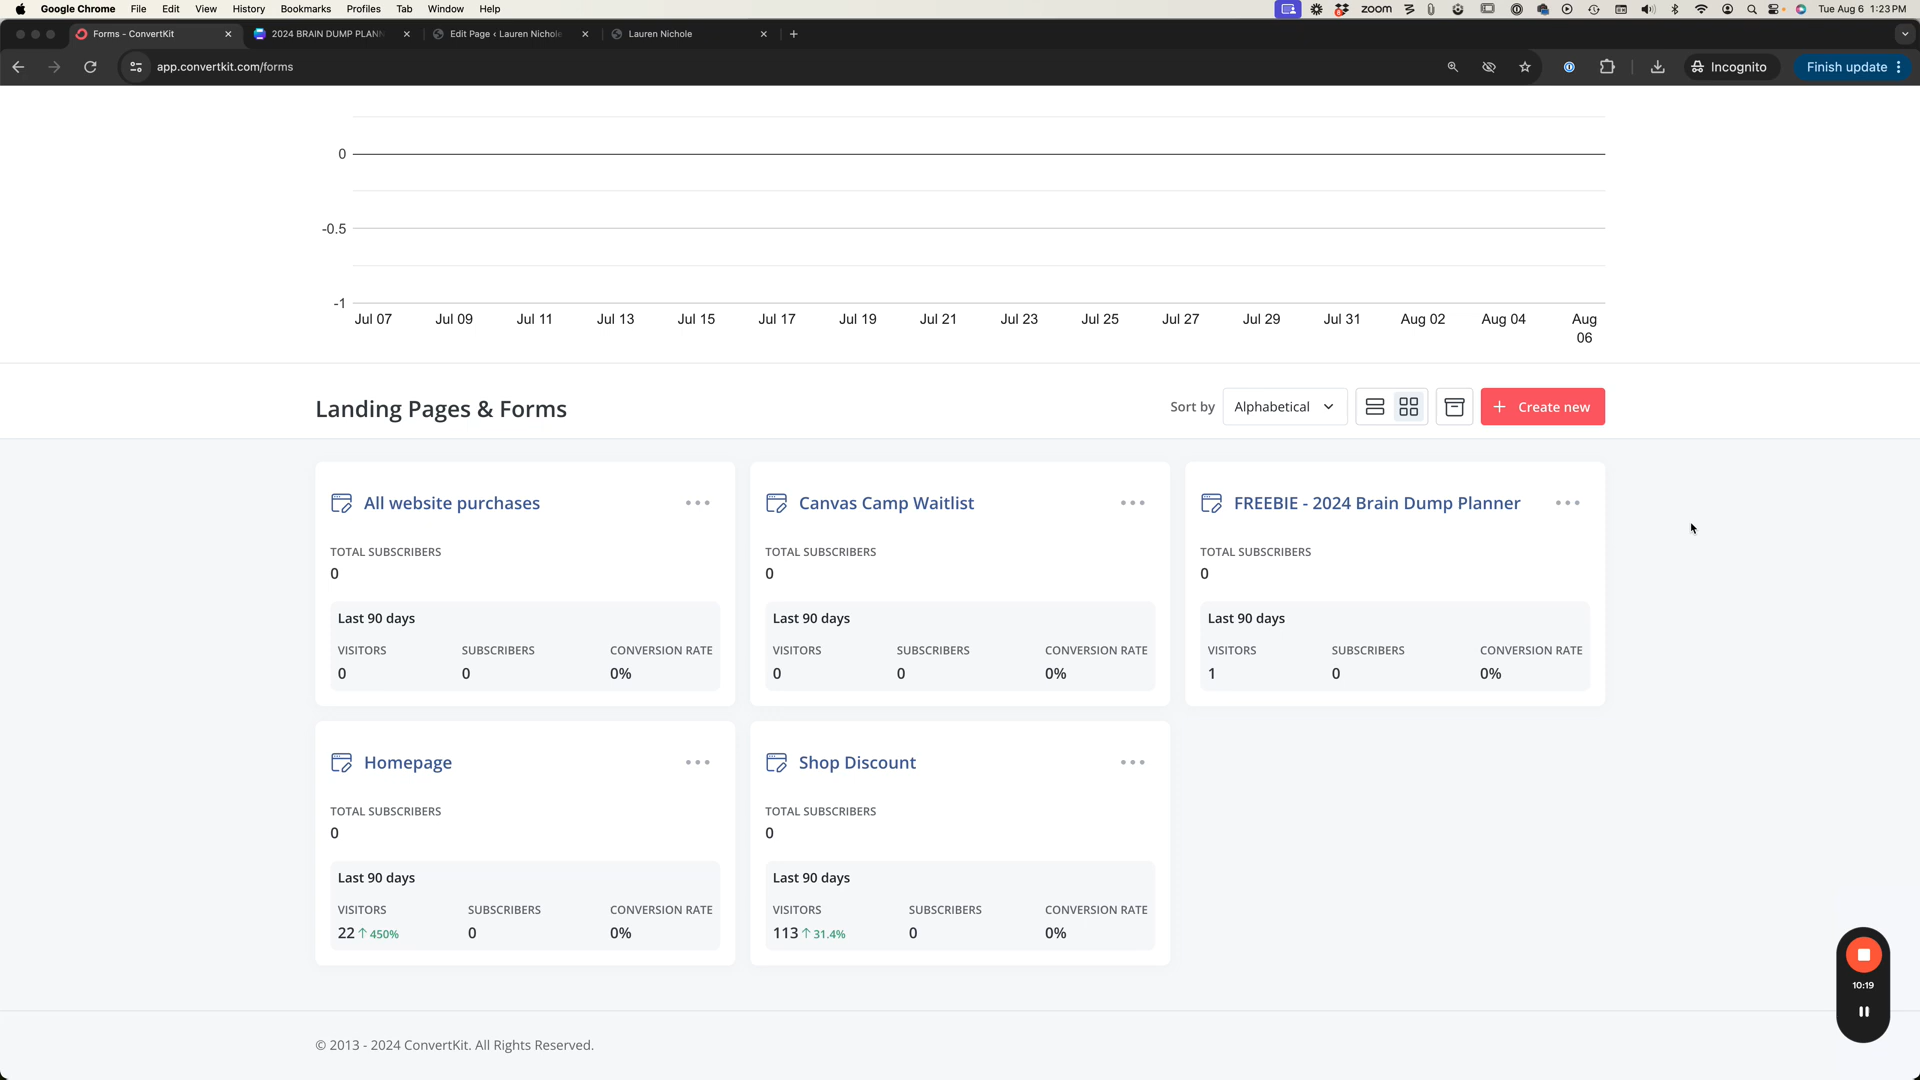 Google Chrome File Edit View History Bookmarks Profiles Tab Window Help zoom Tue Aug 6 1:23 PM
Forms - ConvertKit 2024 BRAIN DUMP PLANN Edit Page ‹ Lauren Nichole Lauren Nichole
app.convertkit.com/forms Incognito Finish update
0
-0.5
-1
Jul 07 Jul 09 Jul 11 Jul 13 Jul 15 Jul 17 Jul 19 Jul 21 Jul 23 Jul 25 Jul 27 Jul 29 Jul 31 Aug 02 Aug 04 Aug
06
Landing Pages & Forms Sort by Alphabetical + Create new
All website purchases Canvas Camp Waitlist FREEBIE - 2024 Brain Dump Planner
TOTAL SUBSCRIBERS TOTAL SUBSCRIBERS TOTAL SUBSCRIBERS
0 0 0
Last 90 days Last 90 days Last 90 days
VISITORS SUBSCRIBERS CONVERSION RATE VISITORS SUBSCRIBERS CONVERSION RATE VISITORS SUBSCRIBERS CONVERSION RATE
0 0 0% 0 0 0% 1 0 0%
Homepage Shop Discount
TOTAL SUBSCRIBERS TOTAL SUBSCRIBERS
0 0
Last 90 days Last 90 days
VISITORS SUBSCRIBERS CONVERSION RATE VISITORS SUBSCRIBERS CONVERSION RATE
22 ↑ 450% 0 0% 113 ↑ 31.4% 0 0%
10:19
© 2013 - 2024 ConvertKit. All Rights Reserved.